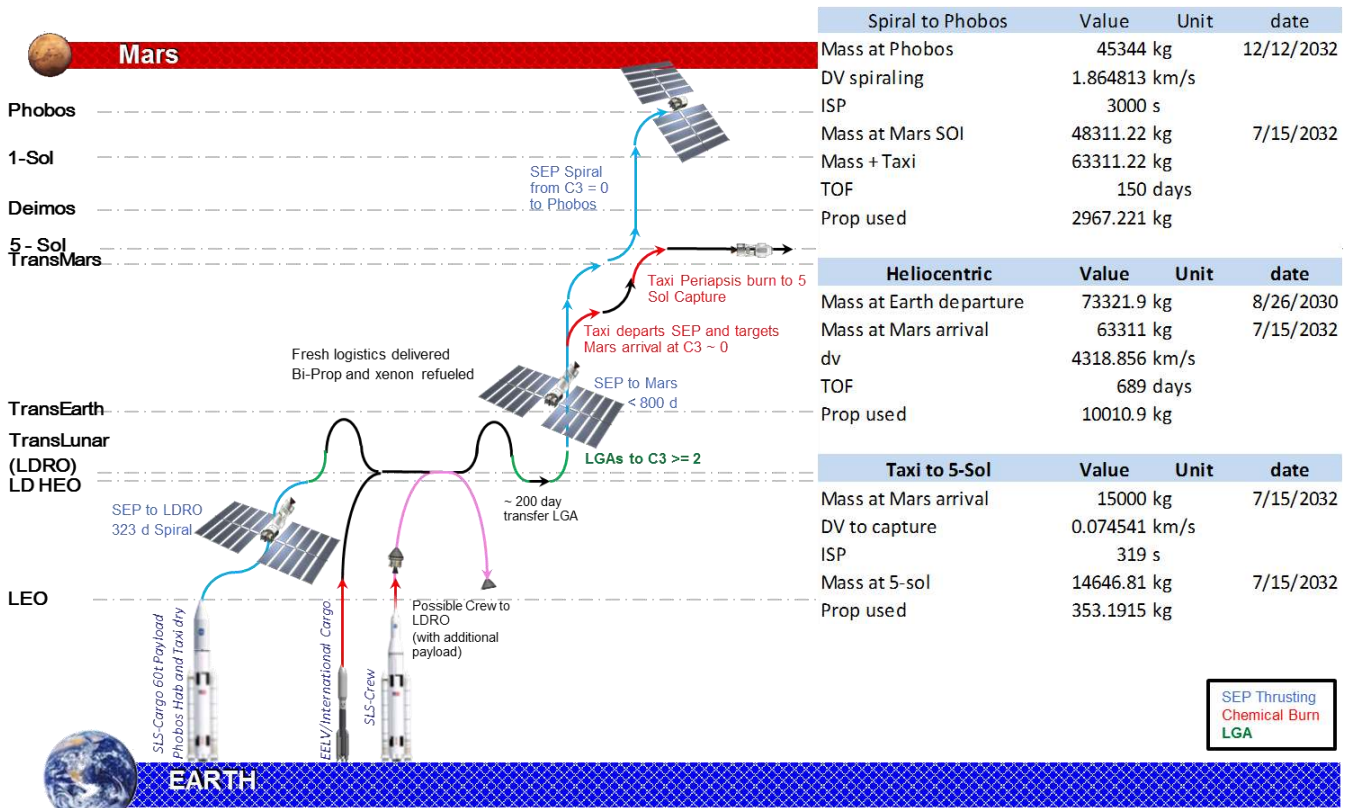 Mars
Phobos
1-Sol
Deimos
5 - Sol
TransMars
TransEarth
TransLunar
(LDRO)
LD HEO
LEO
SEP Spiral
from C3 = 0
to Phobos
Taxi Periapsis burn to 5
Sol Capture
Taxi departs SEP and targets
Mars arrival at C3 ~ 0
Fresh logistics delivered
Bi-Prop and xenon refueled
SEP to Mars
< 800 d
LGAs to C3 >= 2
~ 200 day
transfer LGA
SEP to LDRO
323 d Spiral
Possible Crew to
LDRO
(with additional
payload)
SLS-Cargo 60t Payload
Phobos Hab and Taxi dry
EELV/International Cargo
SLS-Crew
EARTH
Spiral to Phobos Value Unit date
Mass at Phobos 45344 kg 12/12/2032
DV spiraling 1.864813 km/s
ISP 3000 s
Mass at Mars SOI 48311.22 kg 7/15/2032
Mass + Taxi 63311.22 kg
TOF 150 days
Prop used 2967.221 kg
Heliocentric Value Unit date
Mass at Earth departure 73321.9 kg 8/26/2030
Mass at Mars arrival 63311 kg 7/15/2032
dv 4318.856 km/s
TOF 689 days
Prop used 10010.9 kg
Taxi to 5-Sol Value Unit date
Mass at Mars arrival 15000 kg 7/15/2032
DV to capture 0.074541 km/s
ISP 319 s
Mass at 5-sol 14646.81 kg 7/15/2032
Prop used 353.1915 kg
SEP Thrusting
Chemical Burn
LGA